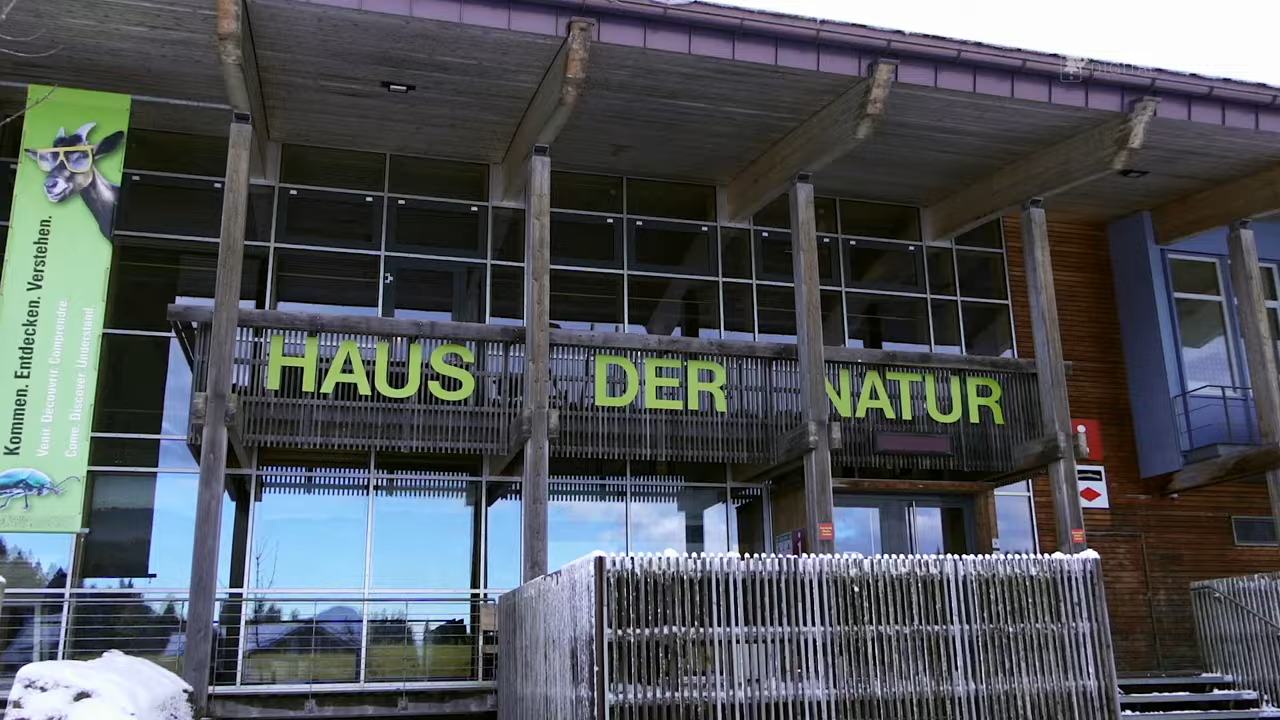 Kommen. Entdecken. Verstehen.
Venir. Découvrir. Comprendre.
Come. Discover. Understand.
HAUS DER NATUR